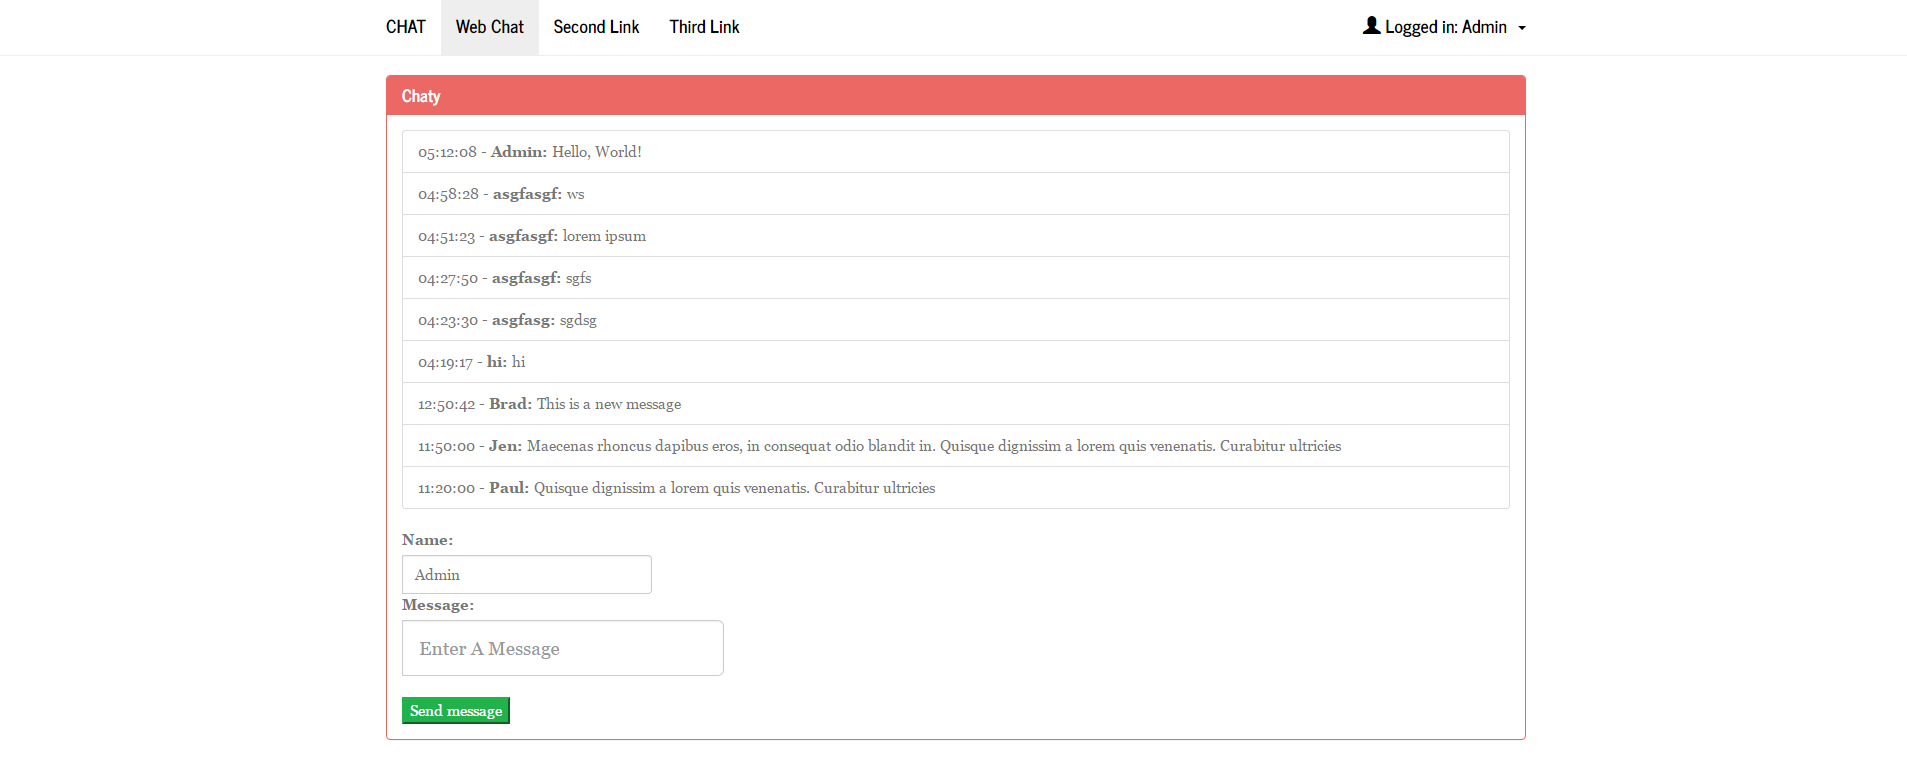 CHAT Web Chat Second Link Third Link Logged in: Admin
Chaty
05:12:08 - Admin: Hello, World!
04:58:28 - asgfasgf: ws
04:51:23 - asgfasgf: lorem ipsum
04:27:50 - asgfasgf: sgfs
04:23:30 - asgfasg: sgdsg
04:19:17 - hi: hi
12:50:42 - Brad: This is a new message
11:50:00 - Jen: Maecenas rhoncus dapibus eros, in consequat odio blandit in. Quisque dignissim a lorem quis venenatis. Curabitur ultricies
11:20:00 - Paul: Quisque dignissim a lorem quis venenatis. Curabitur ultricies
Name:
Admin
Message:
Enter A Message
Send message